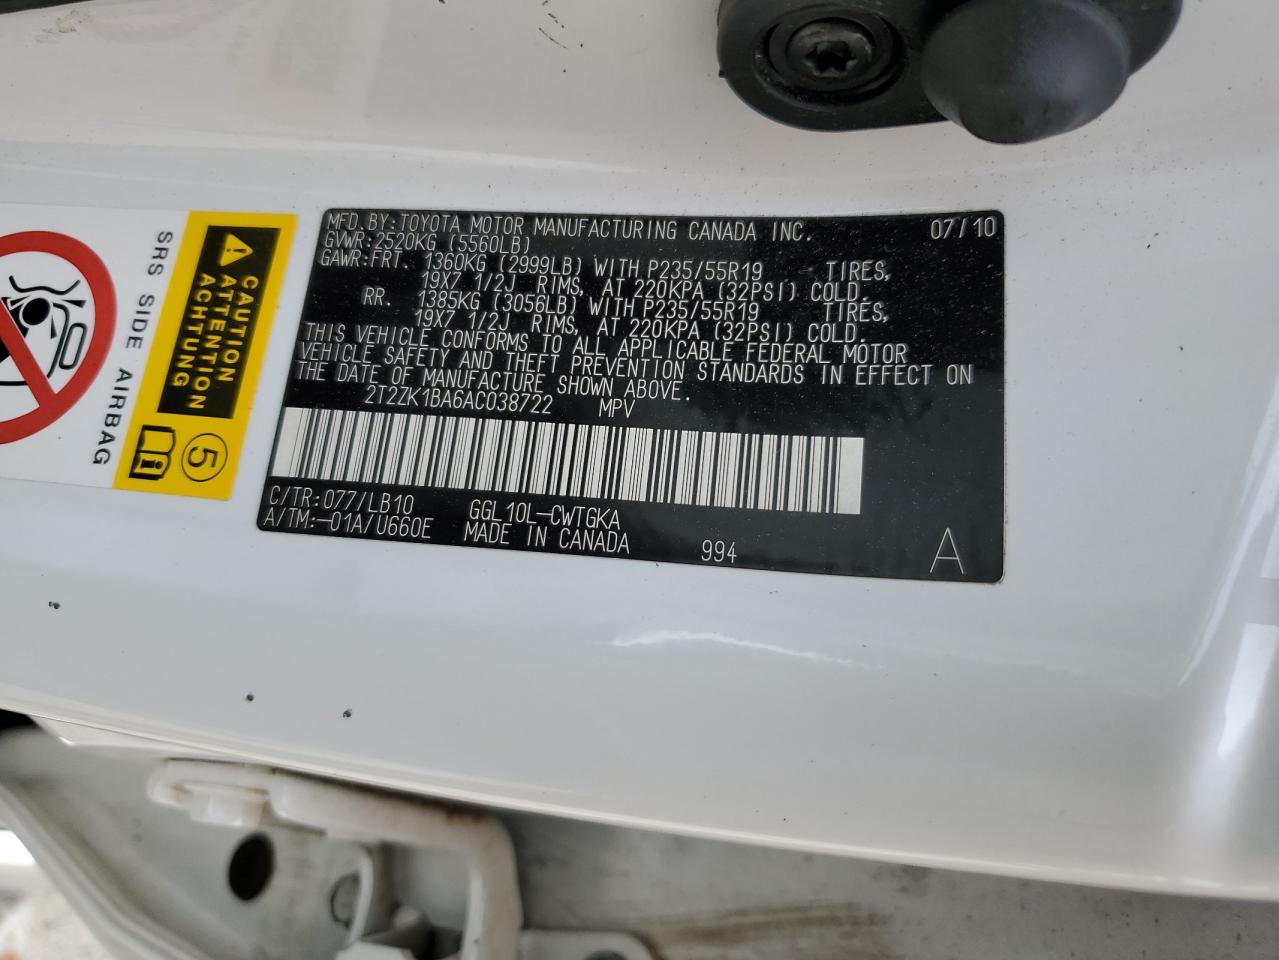 MFD.BY:TOYOTA MOTOR MANUFACTURING CANADA INC. 07/10
GVWR:2520KG (5560LB)
GAWR:FRT. 1360KG (2999LB) WITH P235/55R19 TIRES,
19X7 1/2J RIMS, AT 220KPA (32PSI) COLD.
RR. 1385KG (3056LB) WITH P235/55R19 TIRES,
19X7 1/2J RIMS, AT 220KPA (32PSI) COLD.
THIS VEHICLE CONFORMS TO ALL APPLICABLE FEDERAL MOTOR
VEHICLE SAFETY AND THEFT PREVENTION STANDARDS IN EFFECT ON
THE DATE OF MANUFACTURE SHOWN ABOVE.
2T2ZK1BA6AC038722 MPV
C/TR:077/LB10 GGL10L-CWTGKA
A/TM:-01A/U660E MADE IN CANADA 994 A
CAUTION
ATTENTION
ACHTUNG
5
SRS SIDE AIRBAG